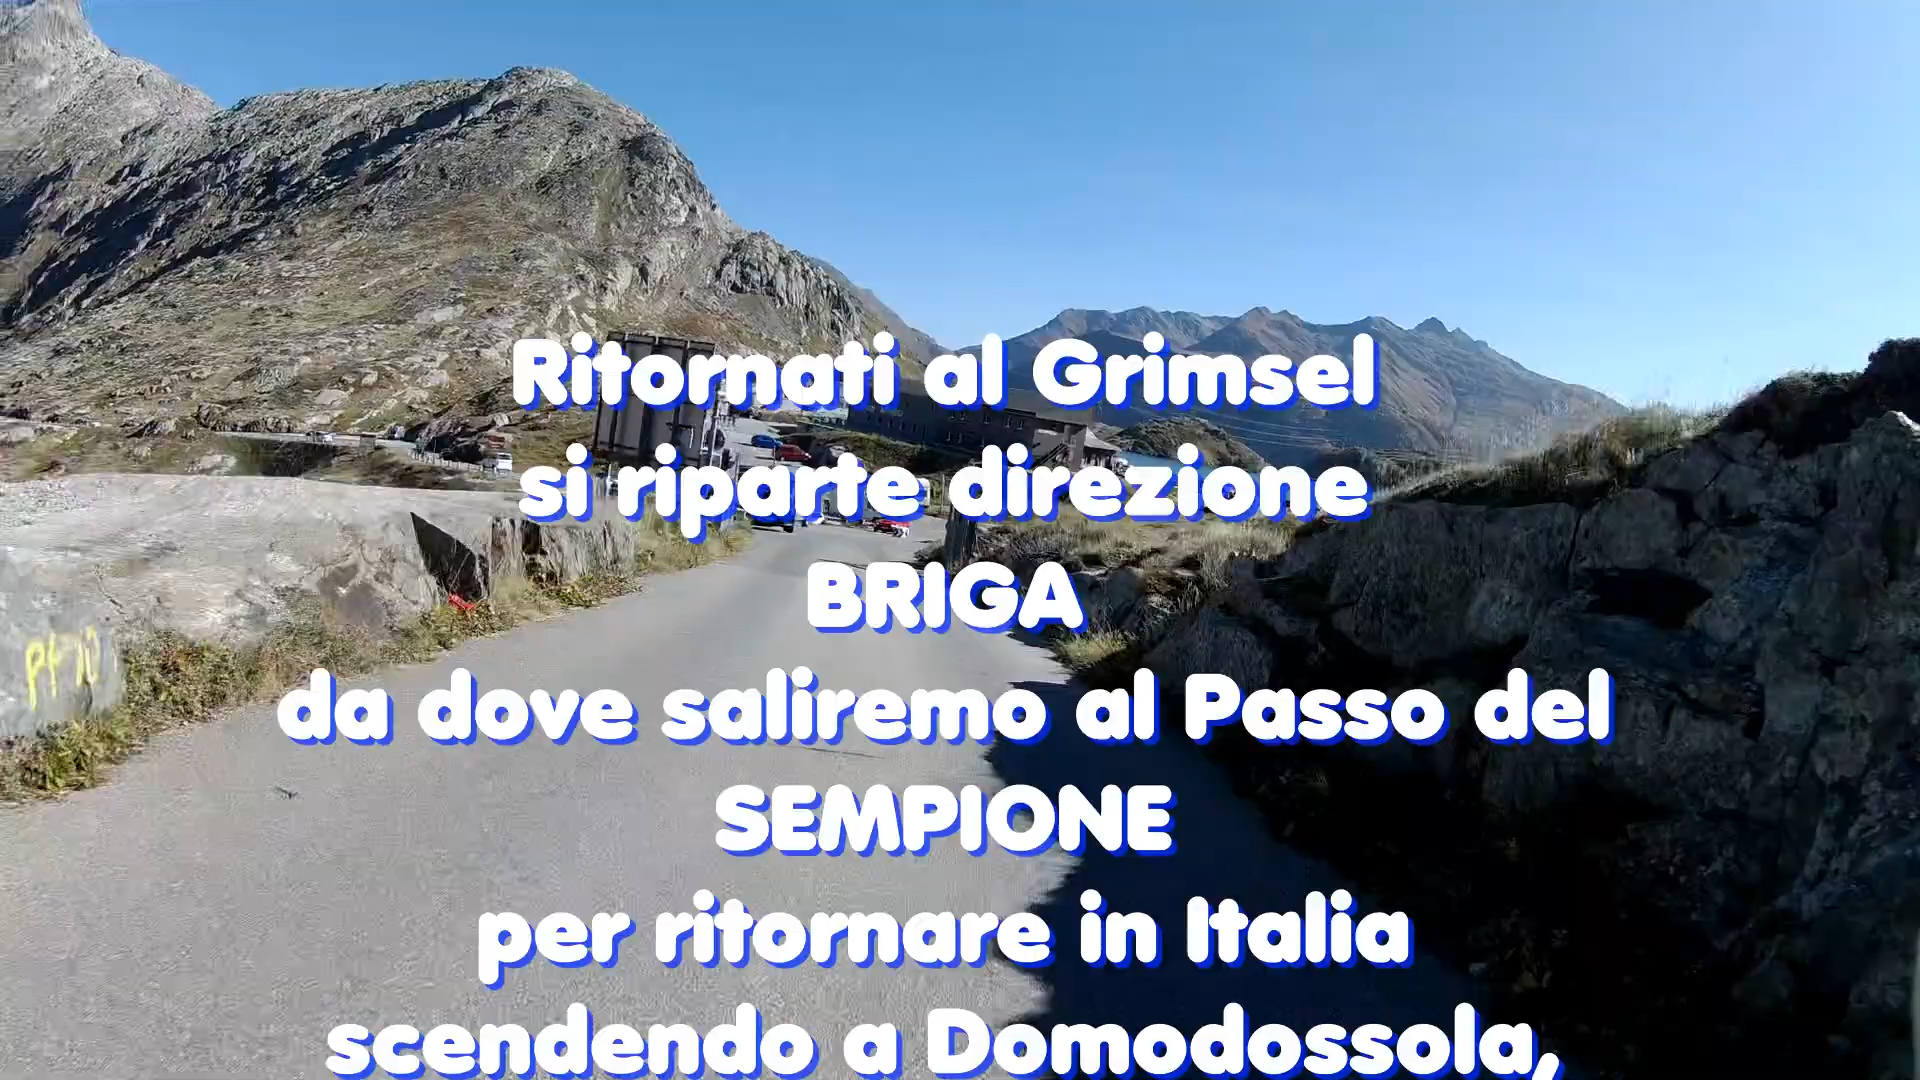 Ritornati al Grimsel
si riparte direzione
BRIGA
da dove saliremo al Passo del
SEMPIONE
per ritornare in Italia
scendendo a Domodossola,